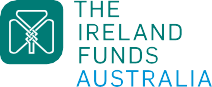 THE
IRELAND
FUNDS
AUSTRALIA